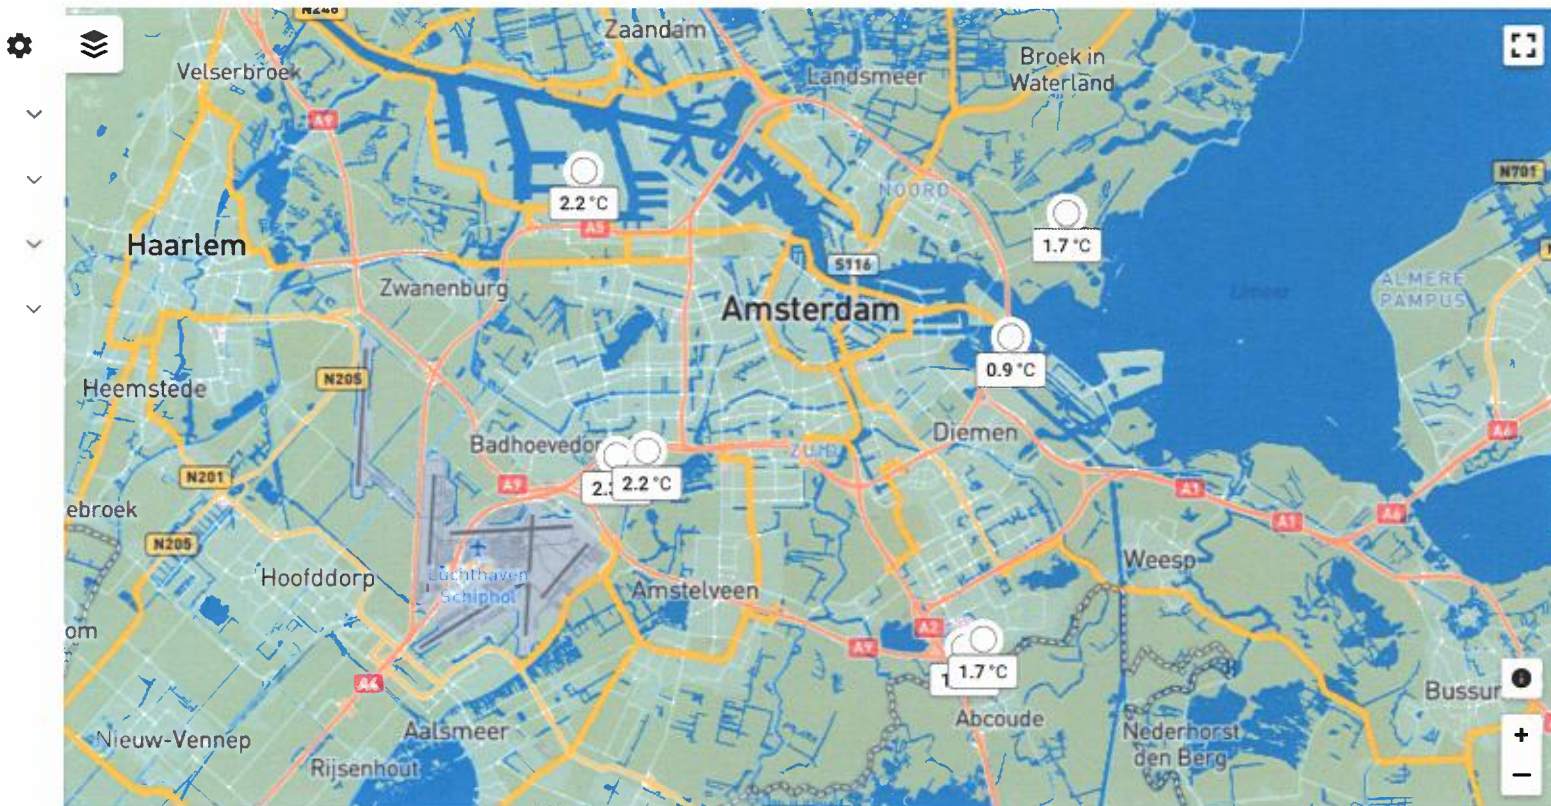 N246
Zaandam
Velserbroek
Landsmeer
Broek in
Waterland
A9
N701
NOORD
2.2 °C
A5
1.7 °C
Haarlem
S116
Zwanenburg
Amsterdam
ALMERE
PAMPUS
0.9 °C
N205
Heemstede
Diemen
A6
Badhoevedor
ZUID
2.2 °C
N201
A9
A1
A1
A6
ebroek
N205
Hoofddorp
Luchthaven
Schiphol
Amstelveen
Weesp
om
A2
A9
1.7 °C
A4
Bussur
Abcoude
Aalsmeer
Nederhorst
den Berg
Nieuw-Vennep
Rijsenhout